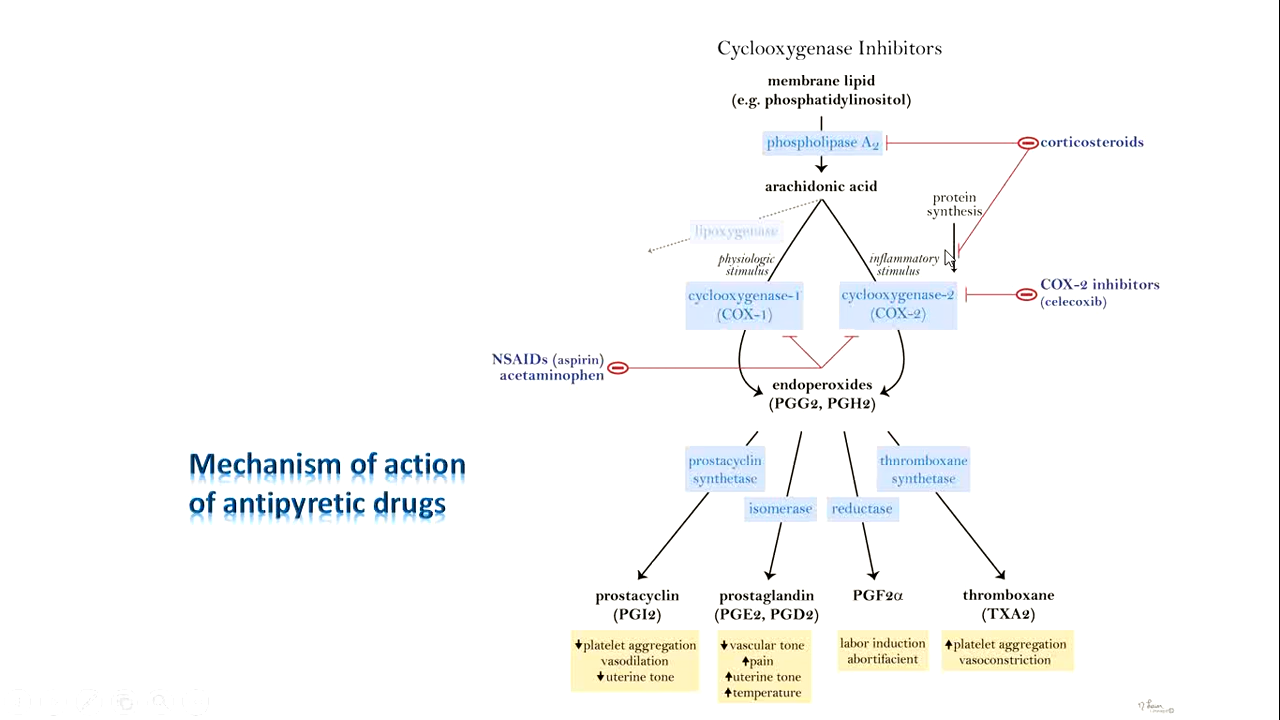 Cyclooxygenase Inhibitors
membrane lipid
(e.g. phosphatidylinositol)
phospholipase A2
corticosteroids
arachidonic acid
protein
synthesis
lipoxygenase
physiologic
stimulus
inflammatory
stimulus
cyclooxygenase-1
(COX-1)
cyclooxygenase-2
(COX-2)
COX-2 inhibitors
(celecoxib)
NSAIDs (aspirin)
acetaminophen
endoperoxides
(PGG2, PGH2)
Mechanism of action
of antipyretic drugs
prostacyclin
synthetase
thnromboxane
synthetase
isomerase
reductase
prostacyclin
(PGI2)
prostaglandin
(PGE2, PGD2)
PGF2α
thromboxane
(TXA2)
↓platelet aggregation
vasodilation
↓uterine tone
↓vascular tone
↑pain
↑uterine tone
↑temperature
labor induction
abortifacient
↑platelet aggregation
vasoconstriction